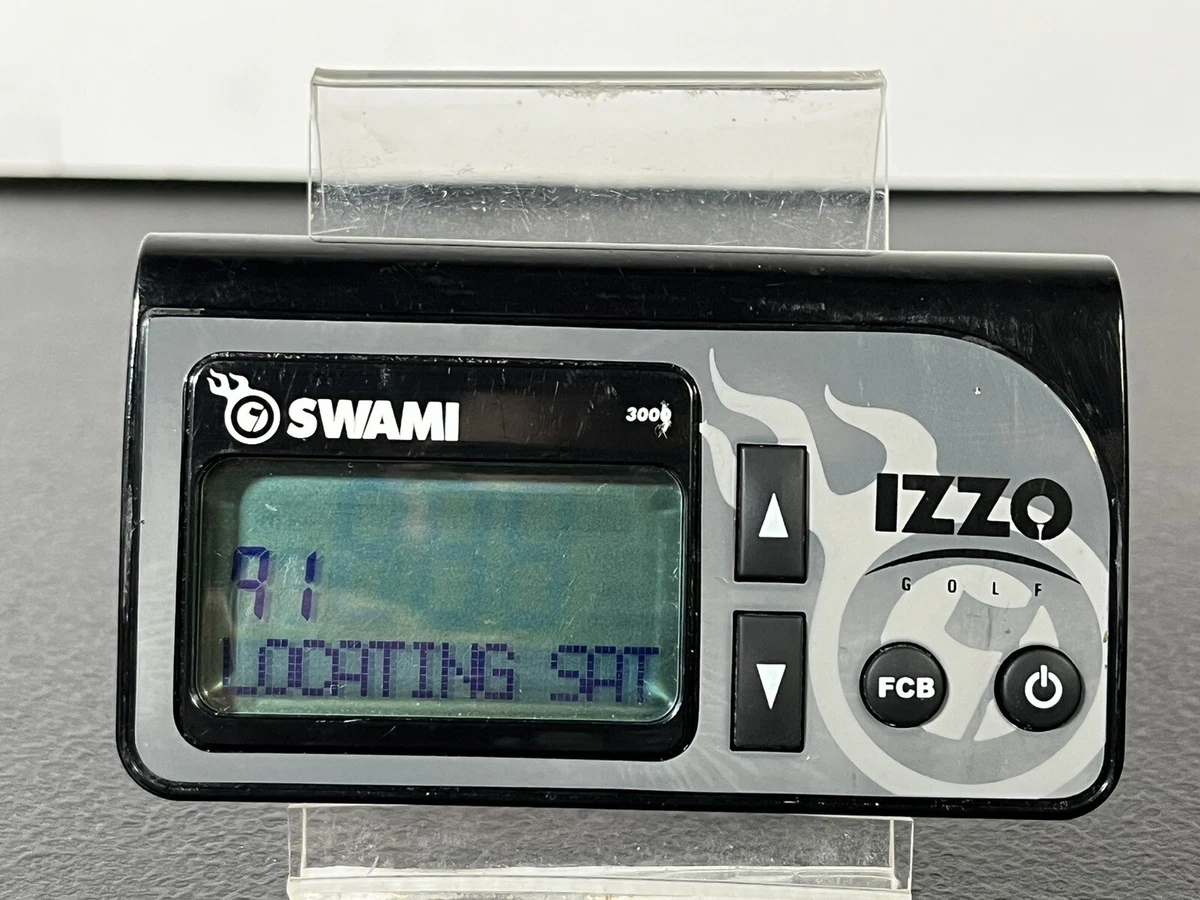 SWAMI
3000
91
LOCATING SAT
IZZO
GOLF
FCB